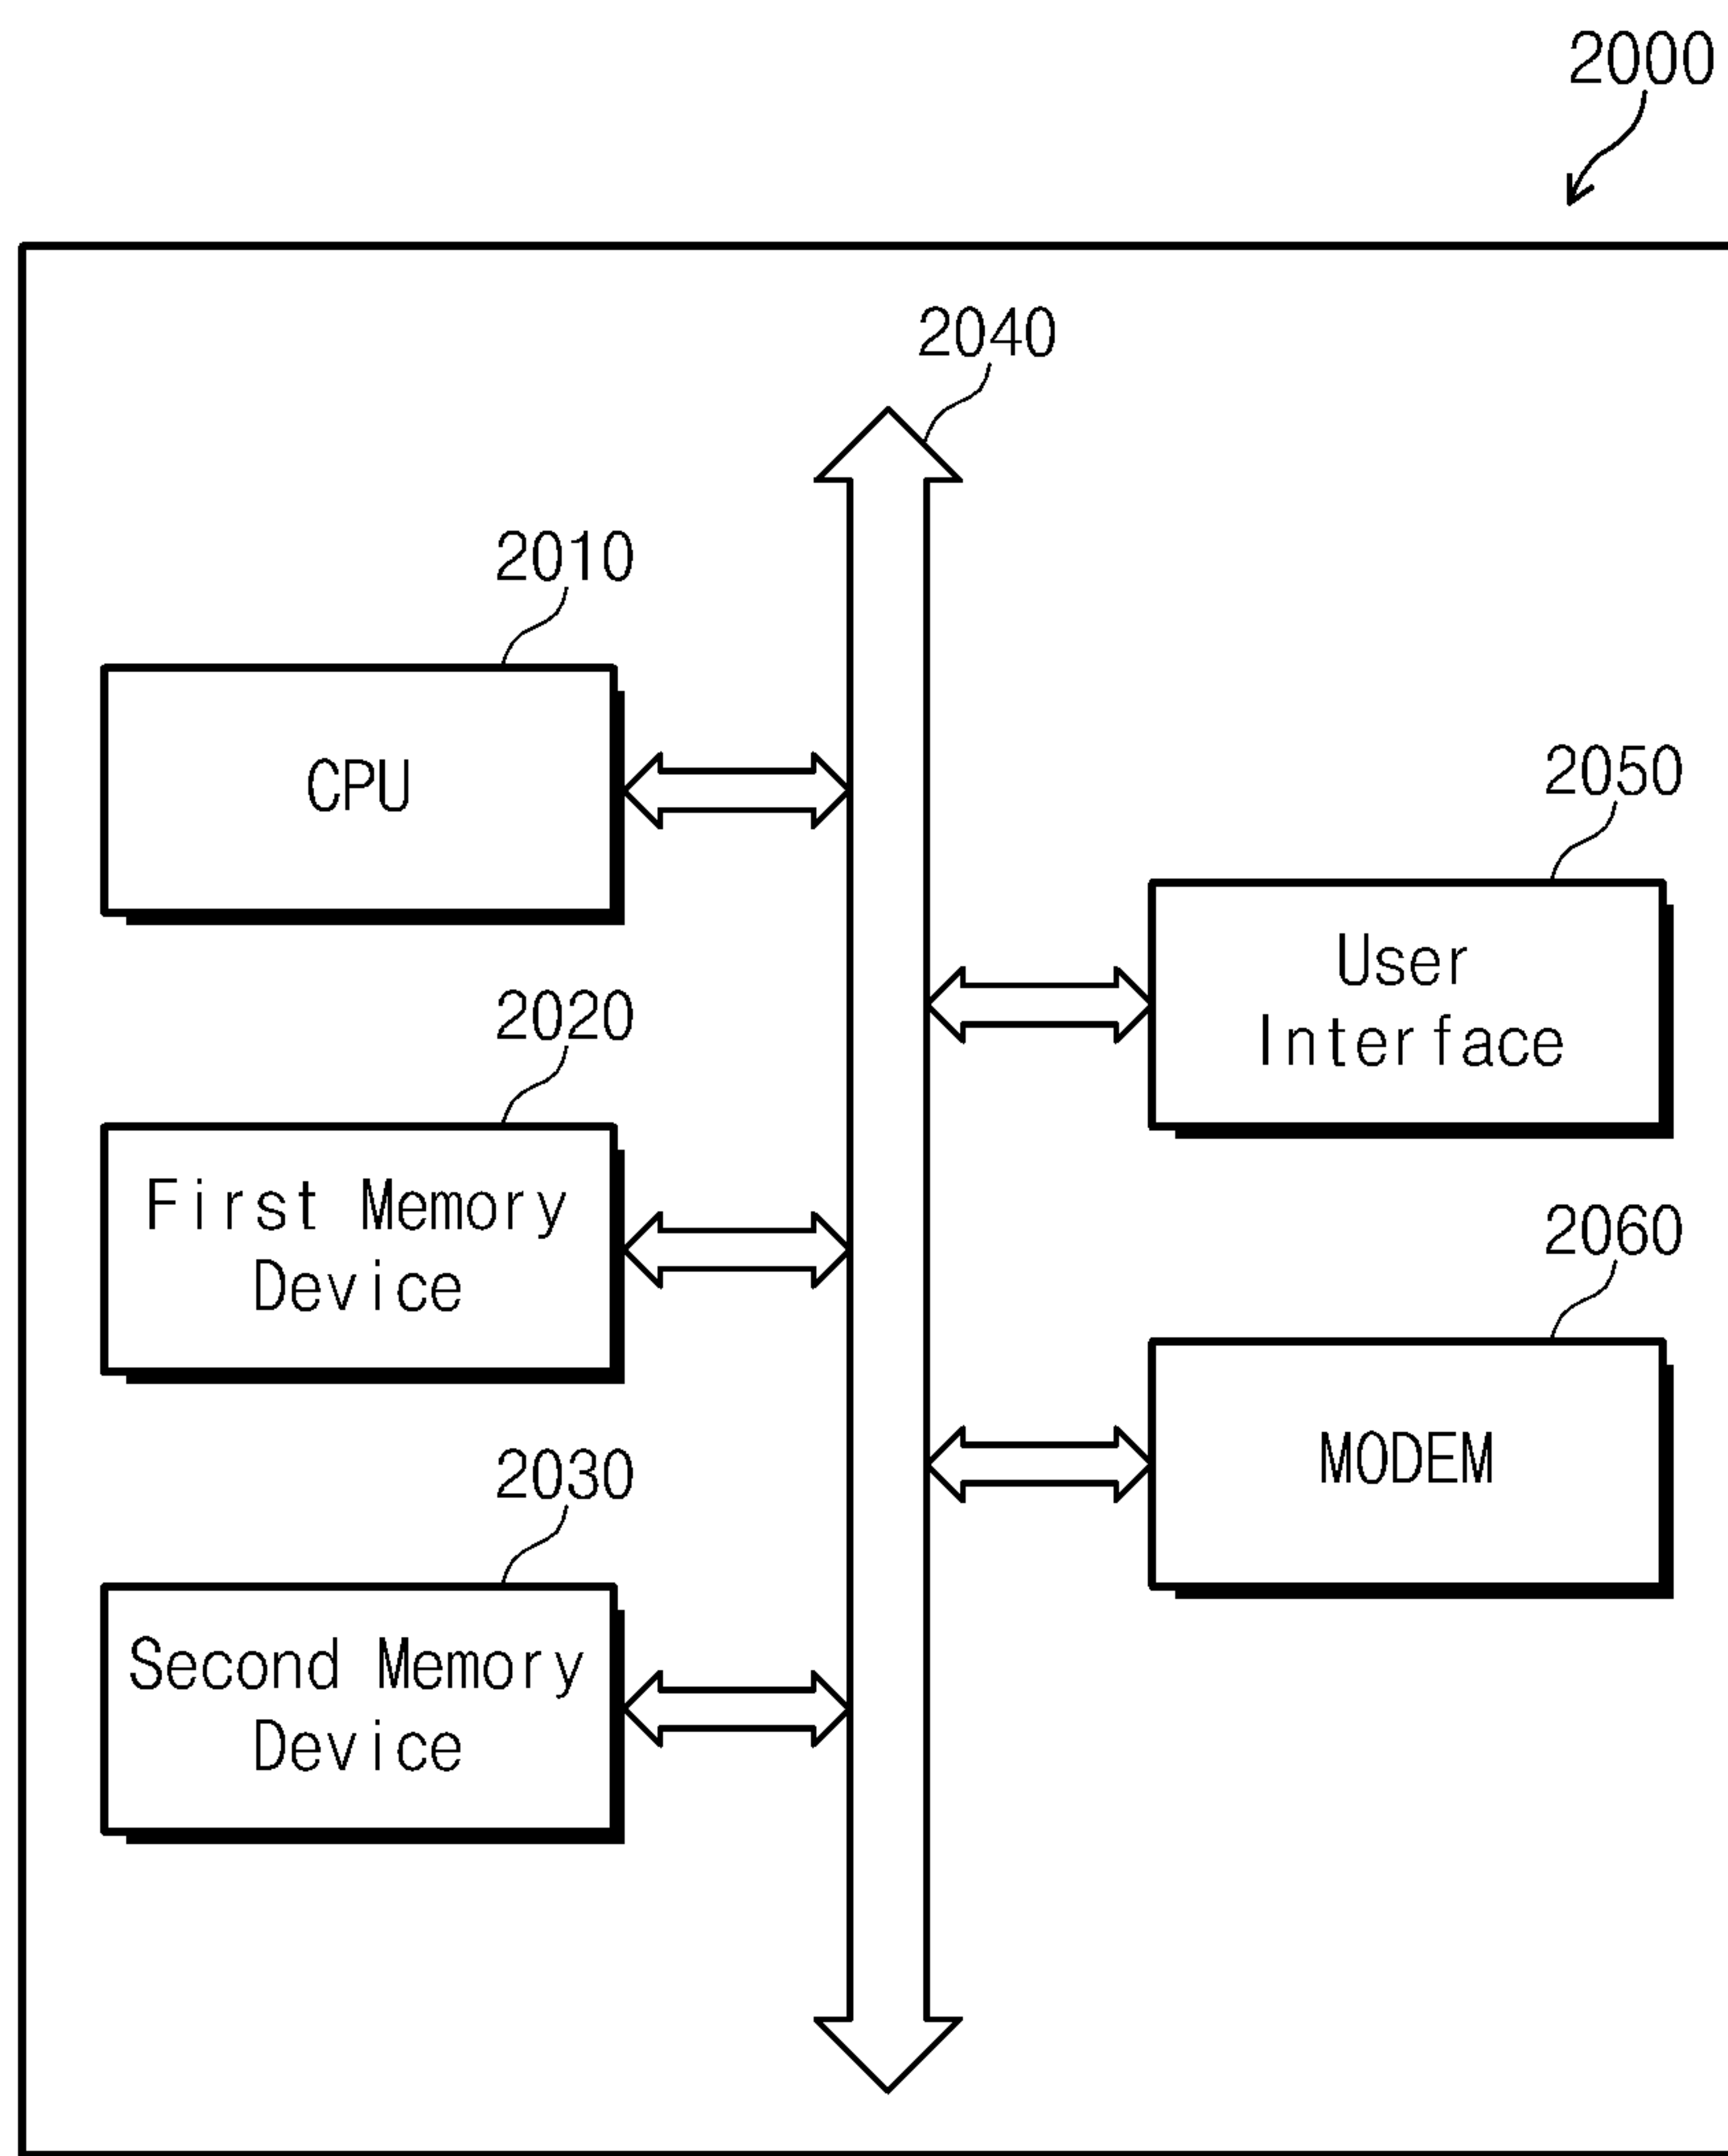 2000
2040
2010
CPU
2050
User
Interface
2020
First Memory
Device
2060
MODEM
2030
Second Memory
Device